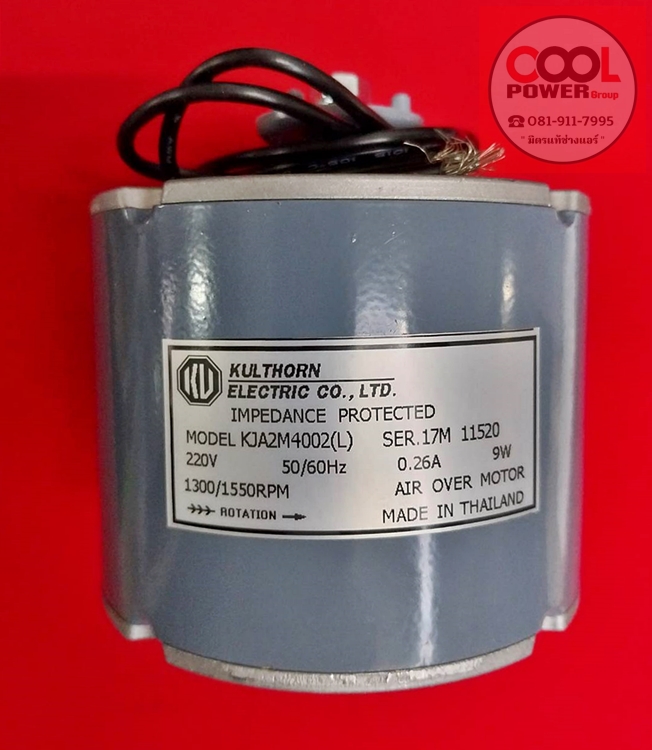 COOL
POWER Group
☎ 081-911-7995
" มิตรแท้ช่างแอร์ "
KU
KULTHORN
ELECTRIC CO., LTD.
IMPEDANCE PROTECTED
MODEL KJA2M4002(L) SER.17M 11520
220V 50/60Hz 0.26A 9W
1300/1550RPM AIR OVER MOTOR
ROTATION MADE IN THAILAND